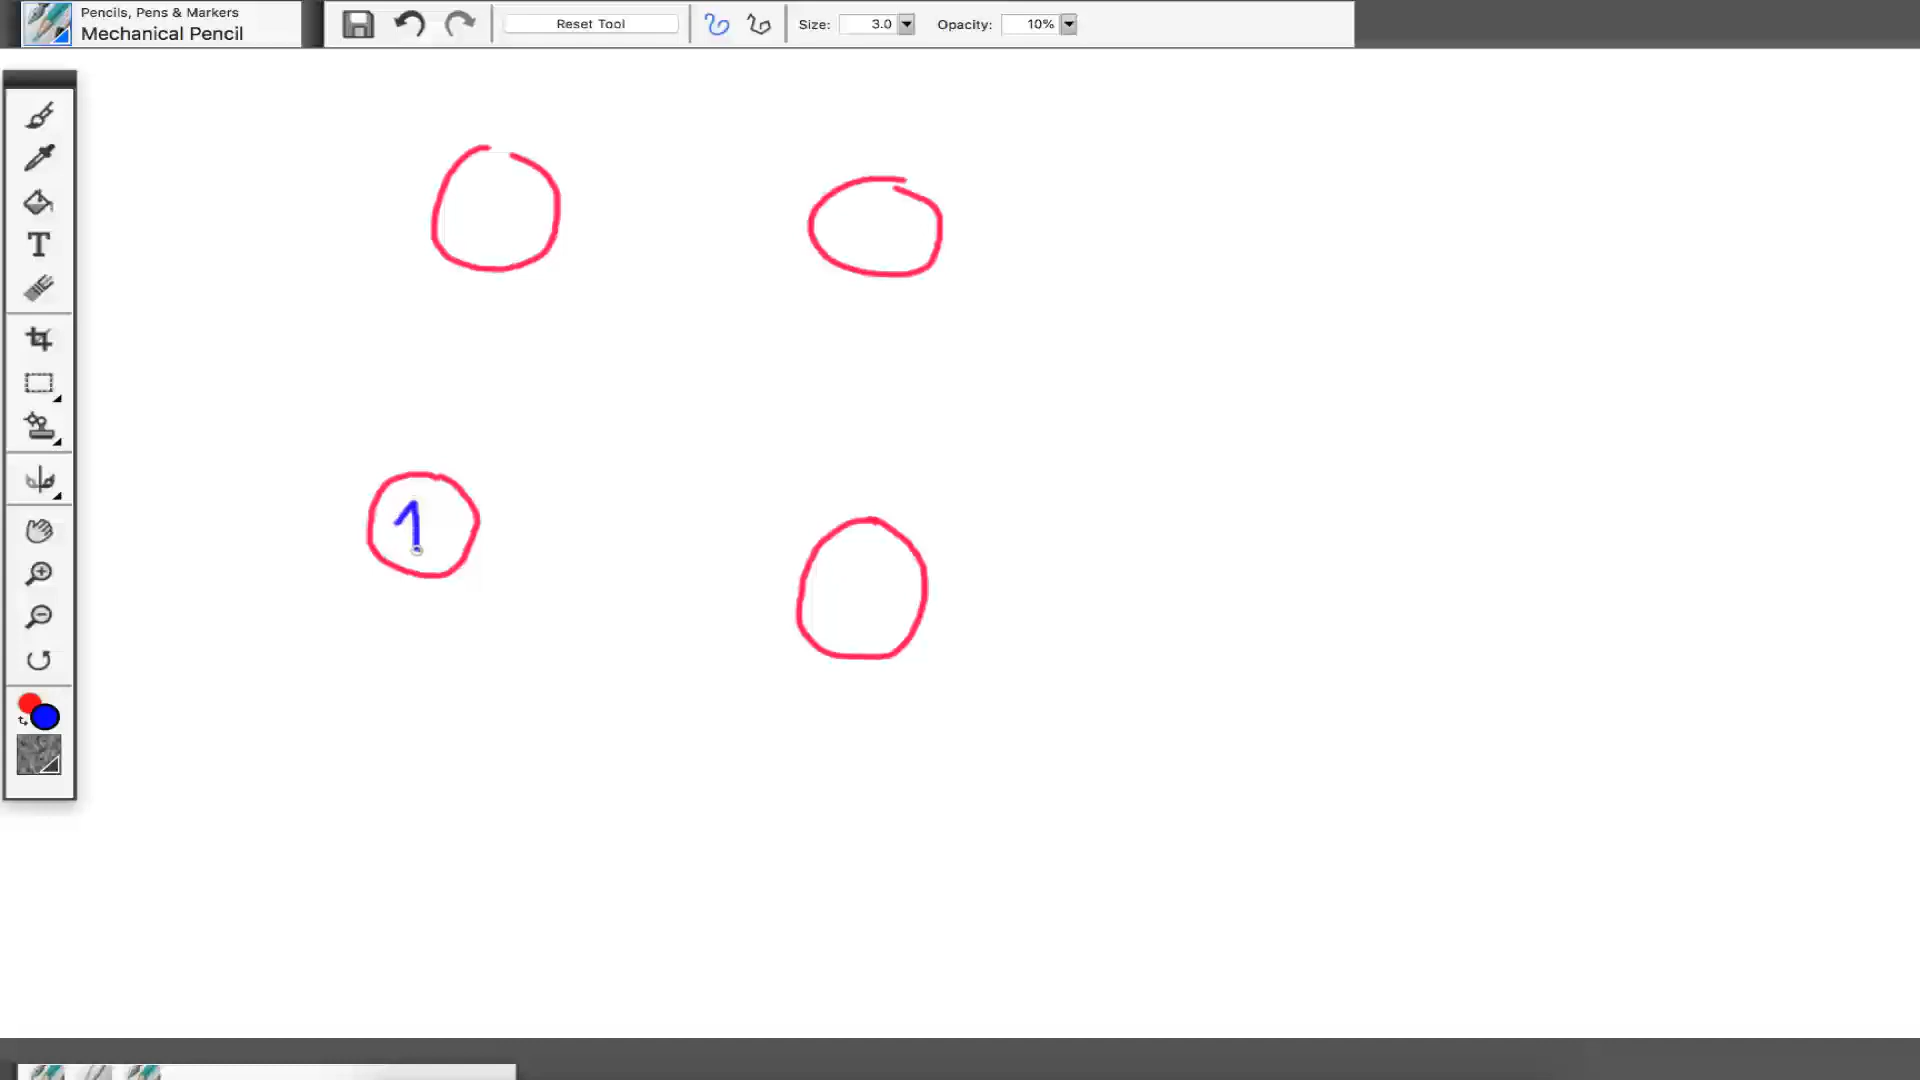 Pencils, Pens & Markers
Mechanical Pencil
Reset Tool
Size: 3.0
Opacity: 10%
T
1